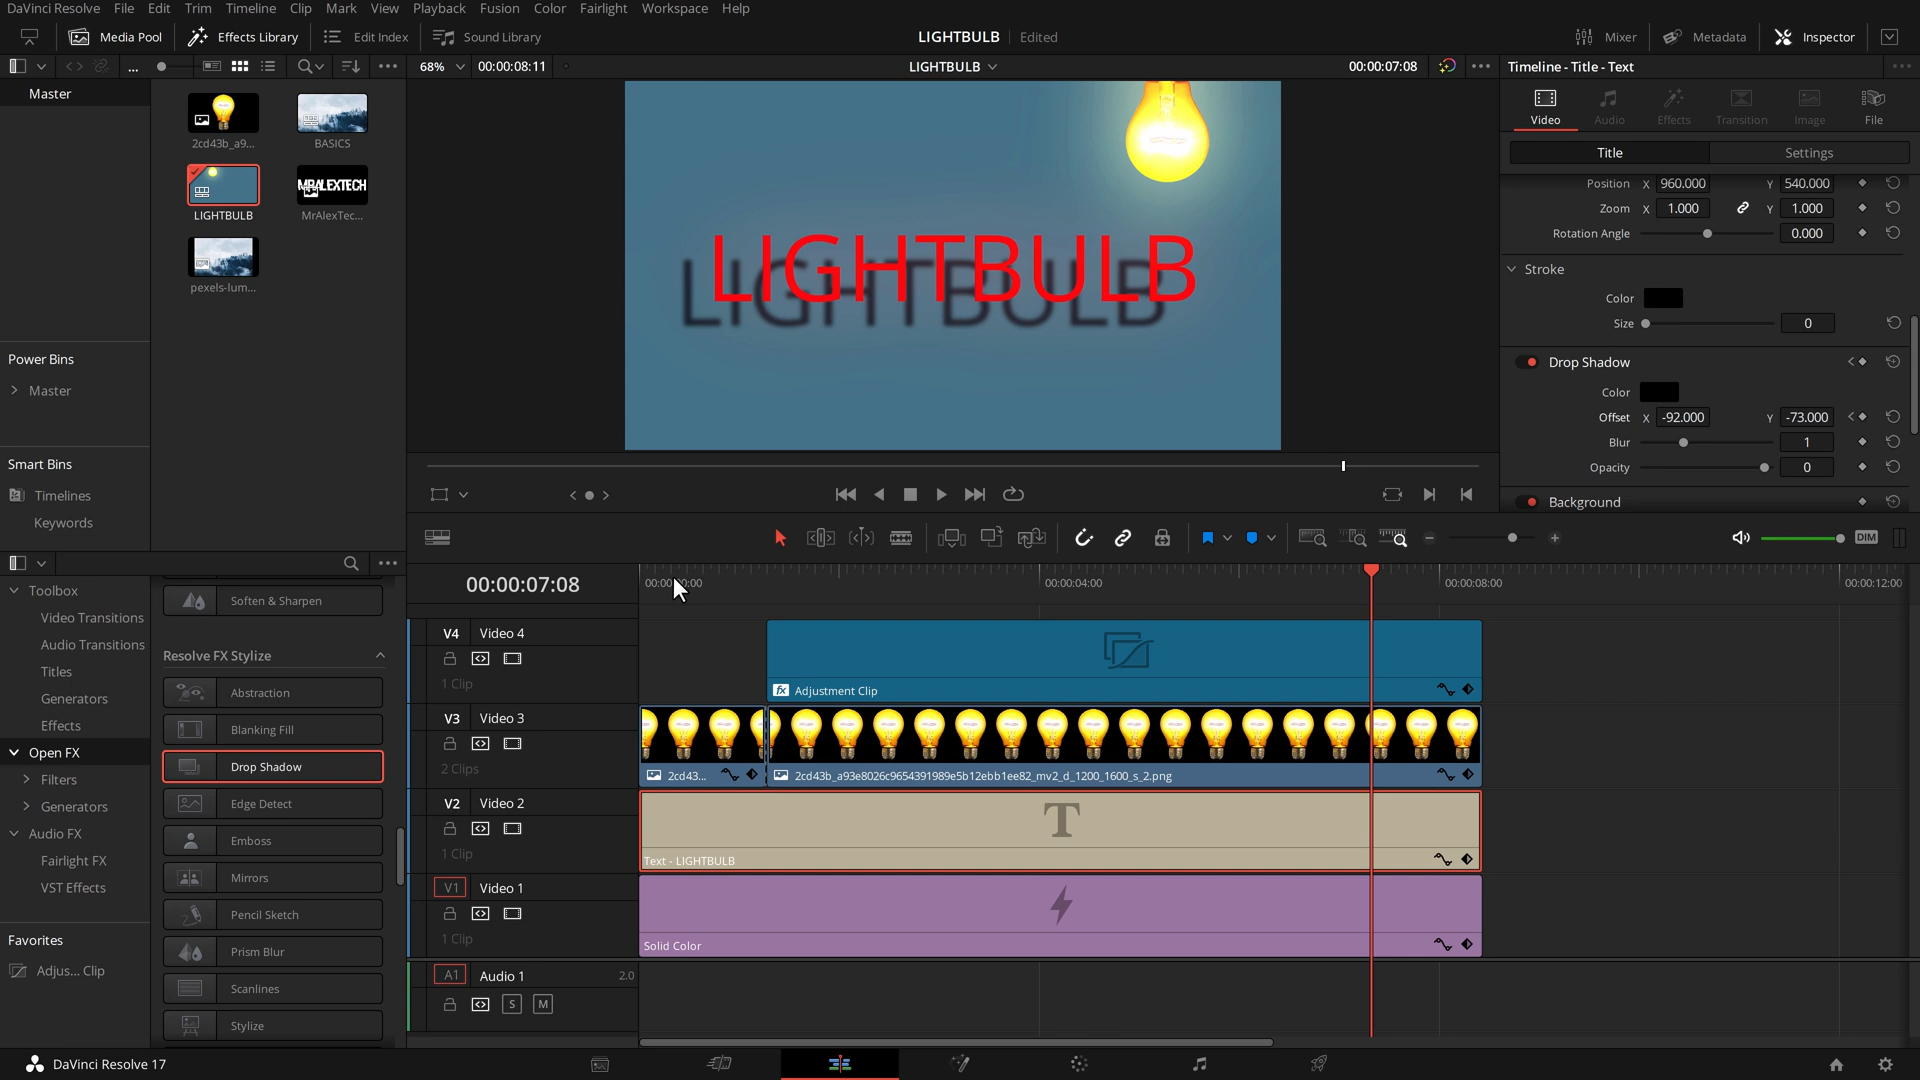 DaVinci Resolve File Edit Trim Timeline Clip Mark View Playback Fusion Color Fairlight Workspace Help
Media Pool Effects Library Edit Index Sound Library LIGHTBULB Edited Mixer Metadata Inspector
... 68% 00:00:08:11 LIGHTBULB 00:00:07:08 Timeline - Title - Text
Master
2cd43b_a9...
BASICS
LIGHTBULB
MRALEXTECH
MrAlexTec...
pexels-lum...
Power Bins
Master
Smart Bins
Timelines
Keywords
LIGHTBULB
LIGHTBULB
Video Audio Effects Transition Image File
Title Settings
Position X 960.000 Y 540.000
Zoom X 1.000 Y 1.000
Rotation Angle 0.000
Stroke
Color
Size 0
Drop Shadow
Color
Offset X -92.000 Y -73.000
Blur 1
Opacity 0
Background
DIM
Toolbox
Video Transitions
Audio Transitions
Titles
Generators
Effects
Open FX
Filters
Generators
Audio FX
Fairlight FX
VST Effects
Favorites
Adjus... Clip
Soften & Sharpen
Resolve FX Stylize
Abstraction
Blanking Fill
Drop Shadow
Edge Detect
Emboss
Mirrors
Pencil Sketch
Prism Blur
Scanlines
Stylize
00:00:07:08 00:00:04:00 00:00:08:00 00:00:12:00
V4 Video 4
1 Clip
fx Adjustment Clip
V3 Video 3
2 Clips
2cd43... 2cd43b_a93e8026c9654391989e5b12ebb1ee82_mv2_d_1200_1600_s_2.png
V2 Video 2
1 Clip
T
Text - LIGHTBULB
V1 Video 1
1 Clip
Solid Color
A1 Audio 1 2.0
S M
DaVinci Resolve 17